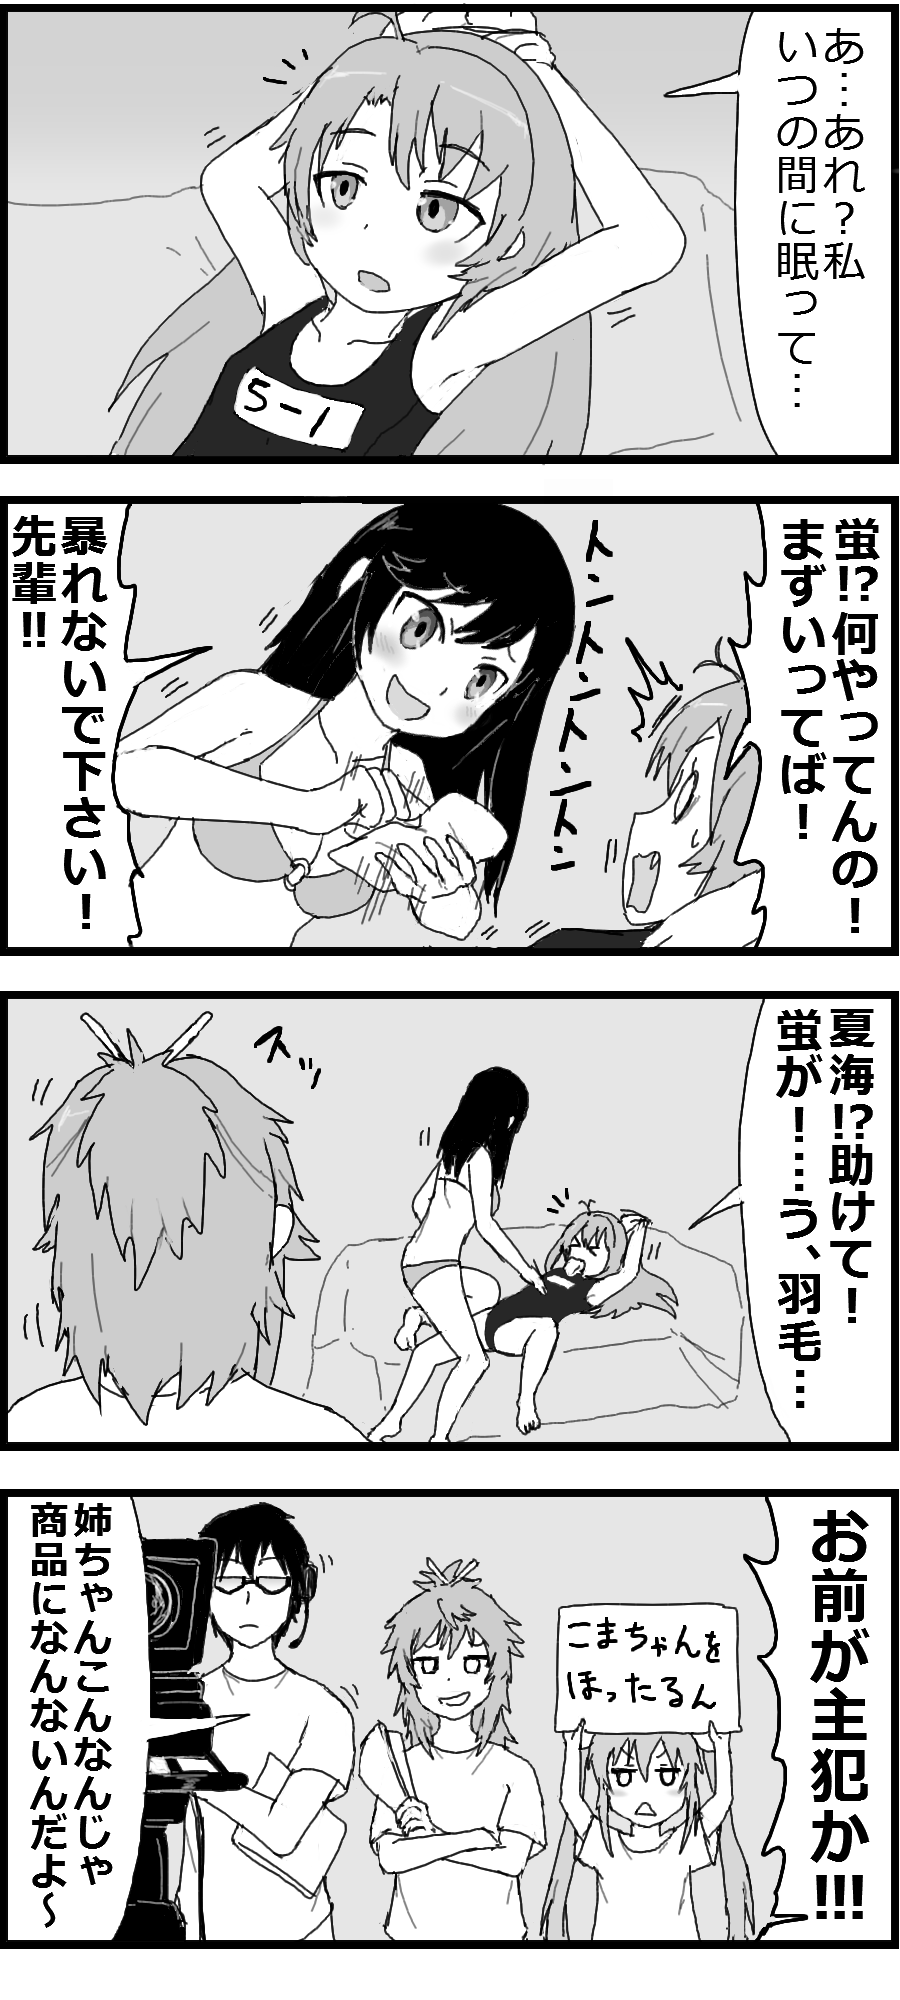 あ…あれ？私
いつの間に眠って…
5-1
蛍!?何やってんの！
まずいってば！
トントントントントン
暴れないで下さい！
先輩!!
夏海!?助けて！
蛍が！…う、羽毛…
スッ
お前が主犯か!!!
こまちゃんを
ほったるん
姉ちゃんこんなんじゃ
商品になんないんだよ～